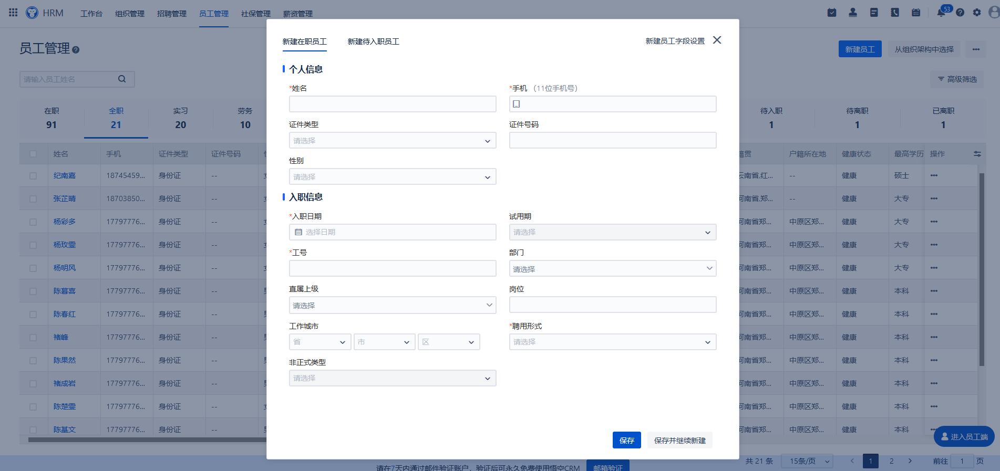 HRM 工作台 组织管理 招聘管理 员工管理 社保管理 薪资管理 53
员工管理
新建员工 从组织架构中选择
请输入员工姓名
高级筛选
在职 全职 实习 劳务 待入职 待离职 已离职
91 21 20 10 1 1 1
姓名 手机 证件类型 证件号码 籍贯 户籍所在地 健康状态 最高学历 操作
纪南嘉 18745459... 身份证 -- 云南省,红... -- 健康 硕士
张芷晴 18703850... 身份证 -- 河南省,郑... -- 健康 大专
杨彩多 17797776... 身份证 -- 河南省郑... 中原区郑... 健康 大专
杨玫雯 17797776... 身份证 -- 河南省郑... 中原区郑... 健康 大专
杨明风 17797776... 身份证 -- 河南省郑... 中原区郑... 健康 大专
陈暮喜 17797776... 身份证 -- 河南省郑... 中原区郑... 健康 本科
陈春红 17797776... 身份证 -- 河南省郑... 中原区郑... 健康 本科
褚峰 17797776... 身份证 -- 河南省郑... 中原区郑... 健康 本科
陈果然 17797776... 身份证 -- 河南省郑... 中原区郑... 健康 本科
褚成岩 17797776... 身份证 -- 河南省郑... 中原区郑... 健康 本科
陈楚雯 17797776... 身份证 -- 河南省郑... 中原区郑... 健康 本科
陈基文 17797776... 身份证 -- 河南省郑... 中原区郑... 健康 本科
进入员工端
共 21 条 15条/页 1 2 前往 1 页
请在7天内通过邮件验证账户，验证后可永久免费使用悟空CRM 邮箱验证
新建在职员工 新建待入职员工 新建员工字段设置
个人信息
*姓名 *手机 （11位手机号）
证件类型 证件号码
请选择
性别
请选择
入职信息
*入职日期 试用期
选择日期 请选择
*工号 部门
请选择
直属上级 岗位
请选择
工作城市 *聘用形式
省 市 区 请选择
非正式类型
请选择
保存 保存并继续新建